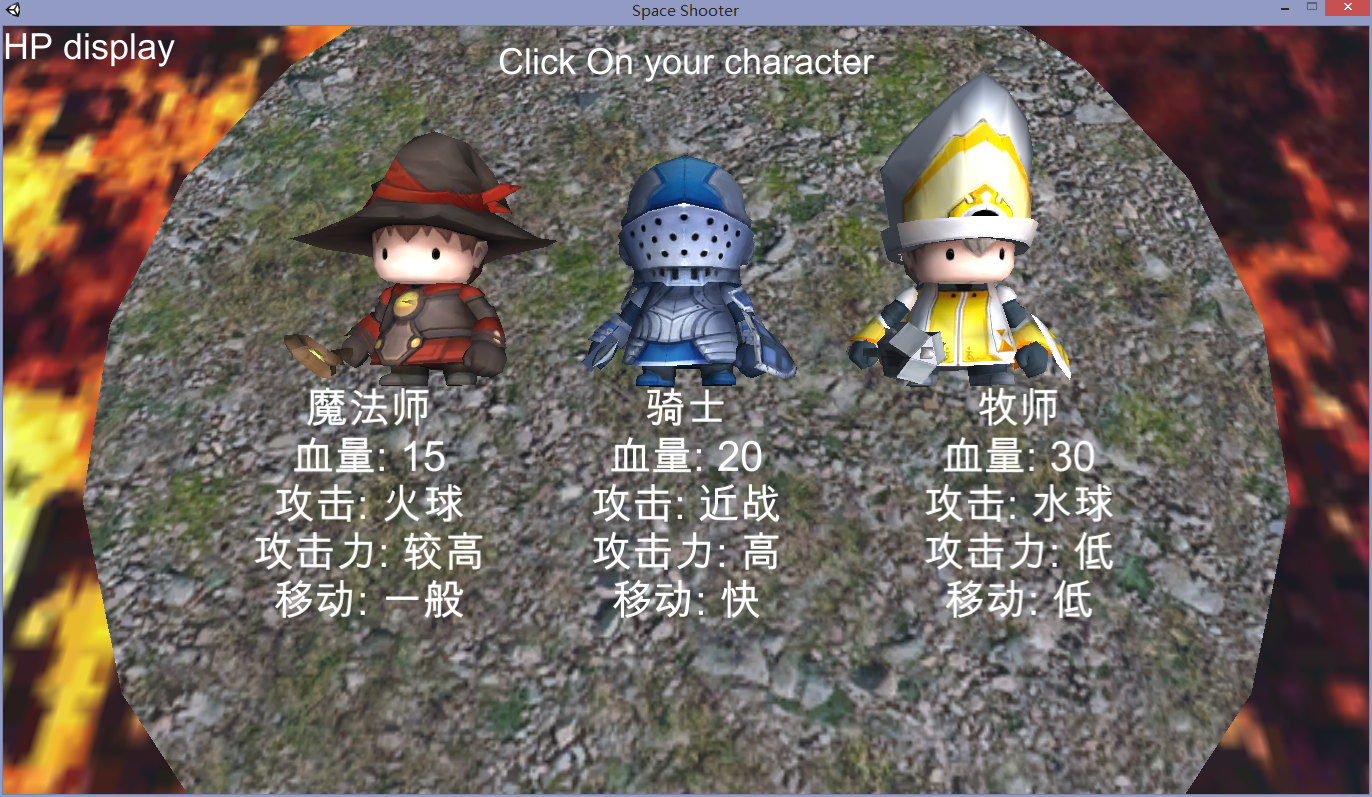 Space Shooter
HP display
Click On your character
魔法师
血量: 15
攻击: 火球
攻击力: 较高
移动: 一般
骑士
血量: 20
攻击: 近战
攻击力: 高
移动: 快
牧师
血量: 30
攻击: 水球
攻击力: 低
移动: 低